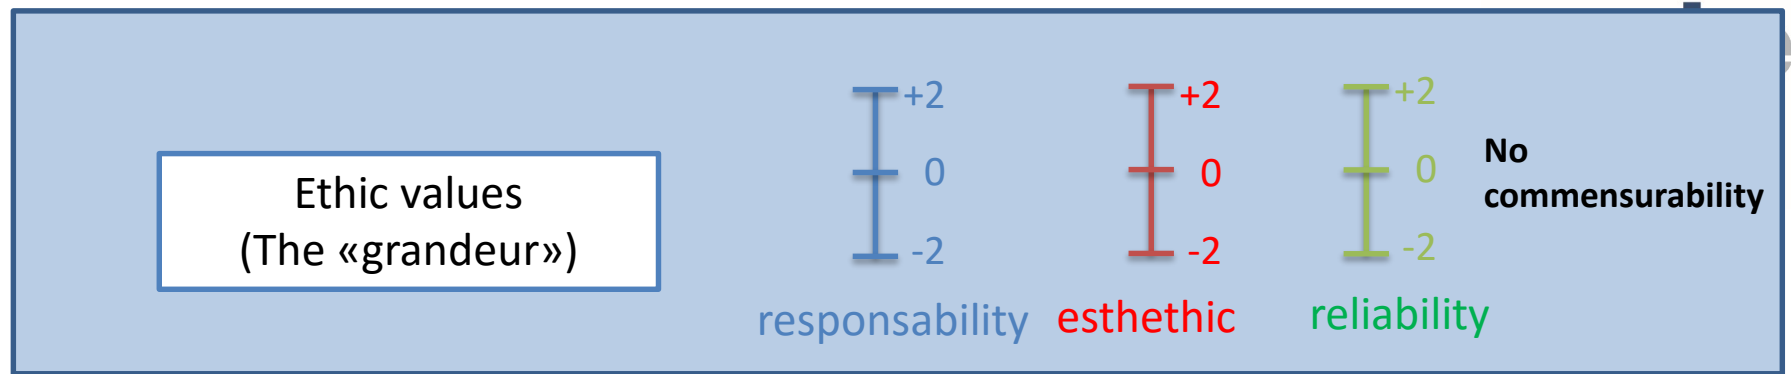 +2
+2
+2
Ethic values
(The «grandeur»)
0
0
0
No
commensurability
-2
-2
-2
responsability
esthethic
reliability